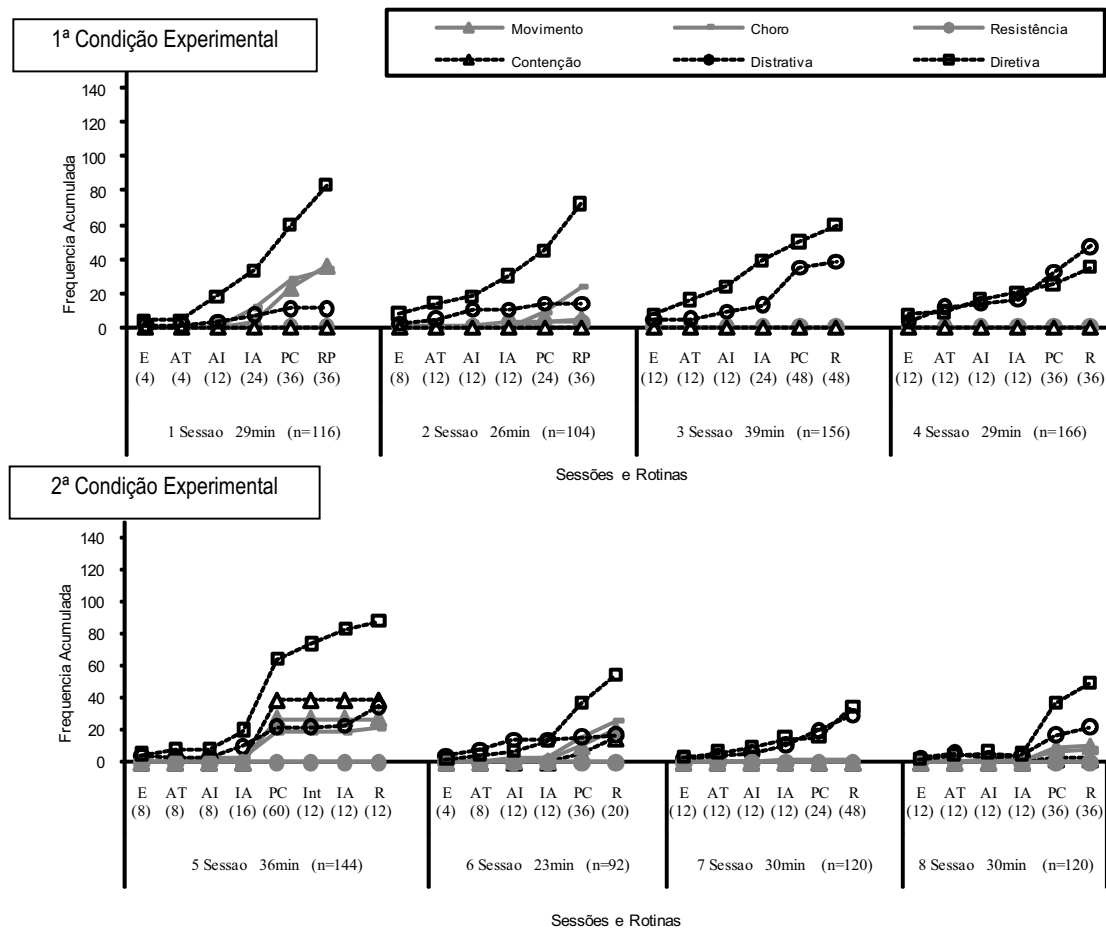 1ª Condição Experimental
Movimento Choro Resistência
Contenção Distrativa Diretiva
Frequencia Acumulada
140
120
100
80
60
40
20
0
E AT AI IA PC RP E AT AI IA PC RP E AT AI IA PC R E AT AI IA PC R
(4) (4) (12) (24) (36) (36) (8) (12) (12) (12) (24) (36) (12) (12) (12) (24) (48) (48) (12) (12) (12) (12) (36) (36)
1 Sessao 29min (n=116) 2 Sessao 26min (n=104) 3 Sessao 39min (n=156) 4 Sessao 29min (n=166)
Sessões e Rotinas
2ª Condição Experimental
Frequencia Acumulada
140
120
100
80
60
40
20
0
E AT AI IA PC Int IA R E AT AI IA PC R E AT AI IA PC R E AT AI IA PC R
(8) (8) (8) (16) (60) (12) (12) (12) (4) (8) (12) (12) (36) (20) (12) (12) (12) (12) (24) (48) (12) (12) (12) (12) (36) (36)
5 Sessao 36min (n=144) 6 Sessao 23min (n=92) 7 Sessao 30min (n=120) 8 Sessao 30min (n=120)
Sessões e Rotinas